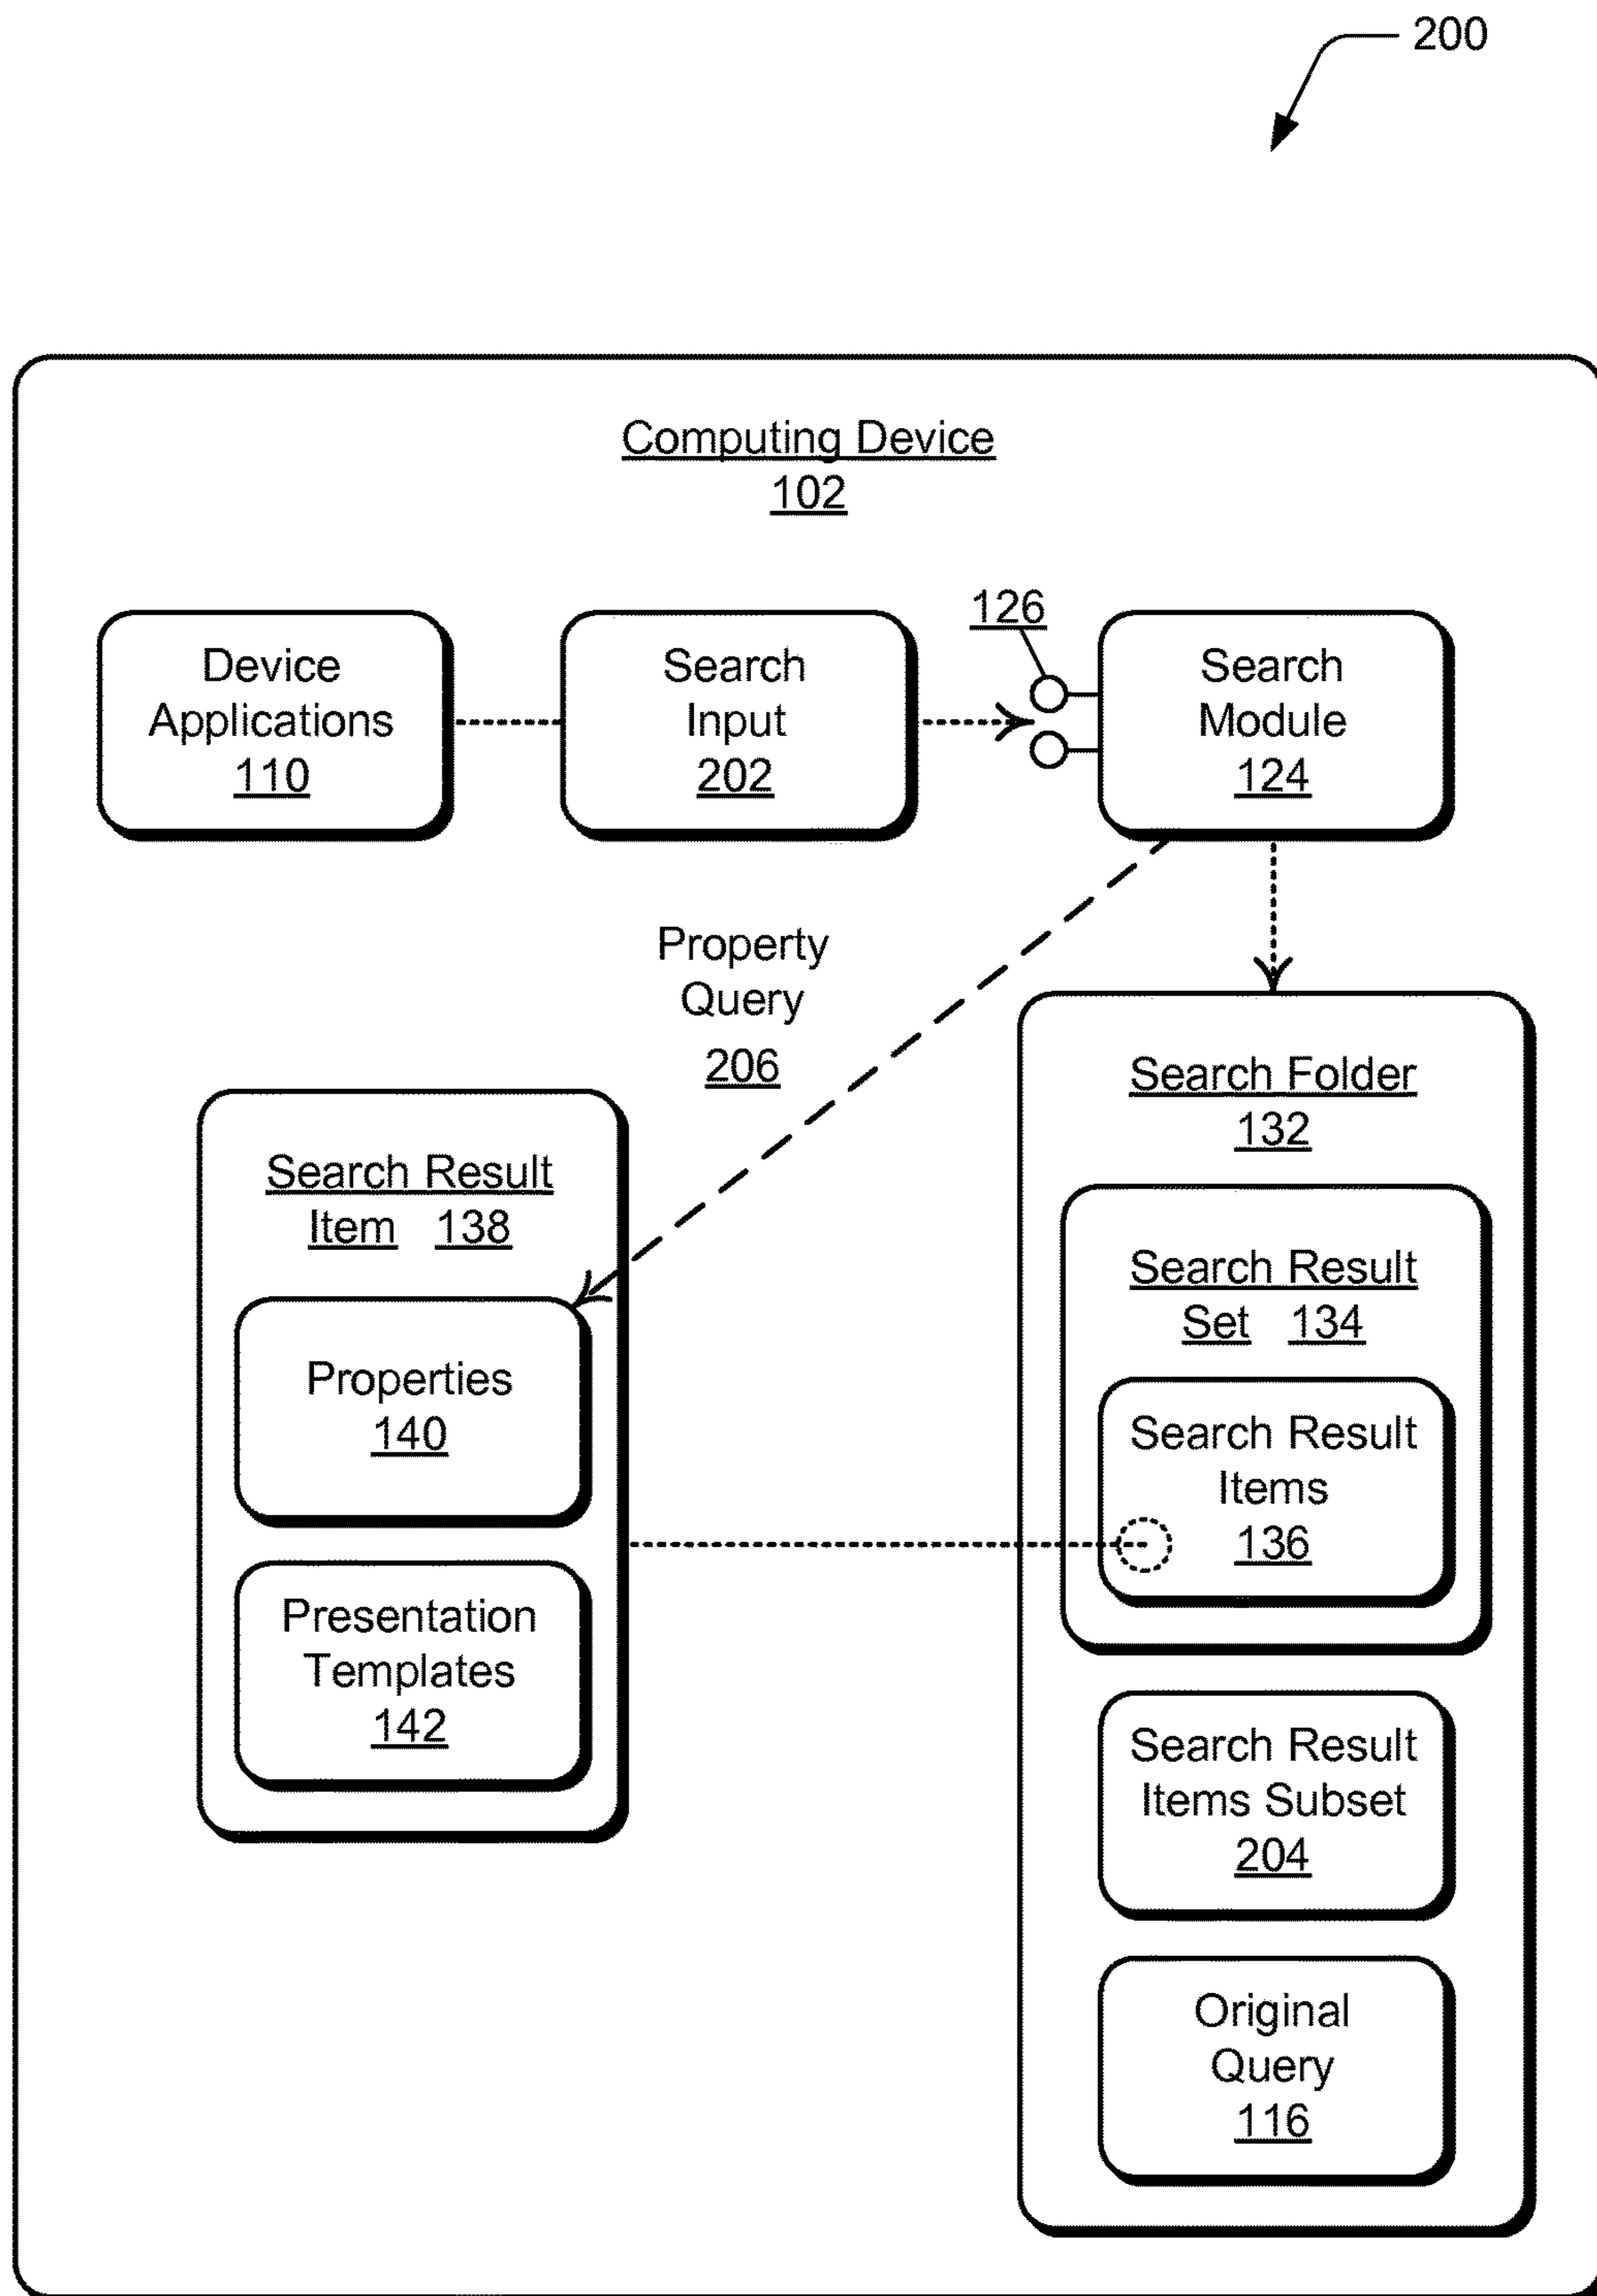 200
Computing Device
102
Device
Applications
110
Search
Input
202
126
Search
Module
124
Property
Query
206
Search Result
Item 138
Properties
140
Presentation
Templates
142
Search Folder
132
Search Result
Set 134
Search Result
Items
136
Search Result
Items Subset
204
Original
Query
116